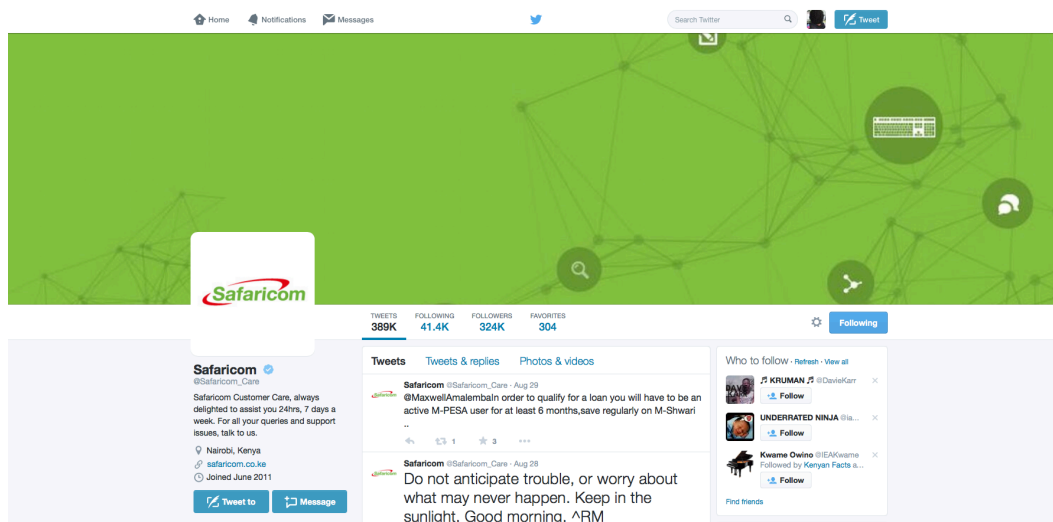 Home
Notifications
Messages
Search Twitter
Tweet
Safaricom
TWEETS
389K
FOLLOWING
41.4K
FOLLOWERS
324K
FAVORITES
304
Following
Safaricom
@Safaricom_Care
Safaricom Customer Care, always
delighted to assist you 24hrs, 7 days a
week. For all your queries and support
issues, talk to us.
Nairobi, Kenya
safaricom.co.ke
Joined June 2011
Tweet to
Message
Tweets
Tweets & replies
Photos & videos
Safaricom @Safaricom_Care · Aug 29
@MaxwellAmalembaIn order to qualify for a loan you will have to be an
active M-PESA user for at least 6 months,save regularly on M-Shwari
..
1
3
Safaricom @Safaricom_Care · Aug 28
Do not anticipate trouble, or worry about
what may never happen. Keep in the
sunlight. Good morning. ^RM
Who to follow · Refresh · View all
KRUMAN @DavieKarr
Follow
UNDERRATED NINJA @ia...
Follow
Kwame Owino @IEAKwame
Followed by Kenyan Facts a...
Follow
Find friends